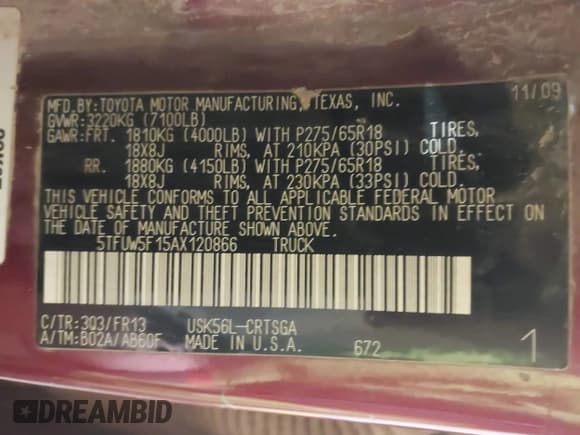 MFD. BY: TOYOTA MOTOR MANUFACTURING, TEXAS, INC. 11/09
GVWR: 3220KG (7100LB)
GAWR: FRT. 1810KG (4000LB) WITH P275/65R18 TIRES,
18X8J RIMS, AT 210KPA (30PSI) COLD.
RR. 1880KG (4150LB) WITH P275/65R18 TIRES,
18X8J RIMS, AT 230KPA (33PSI) COLD.
THIS VEHICLE CONFORMS TO ALL APPLICABLE FEDERAL MOTOR
VEHICLE SAFETY AND THEFT PREVENTION STANDARDS IN EFFECT ON
THE DATE OF MANUFACTURE SHOWN ABOVE.
5TFUW5F15AX120866 TRUCK
C/TR: 3Q3/FR13 USK56L-CRTSGA
A/TM: B02A/AB60F MADE IN U.S.A. 672 1
DREAMBID